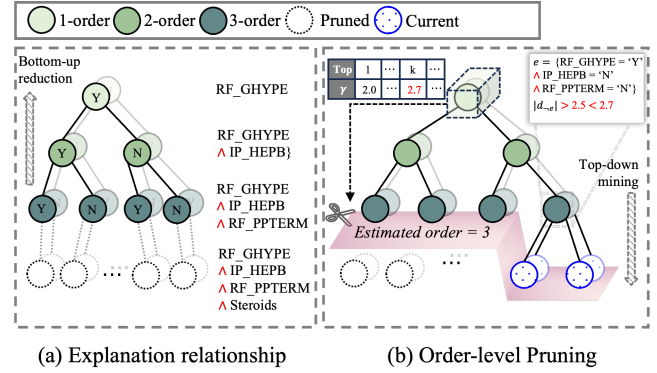 1-order 2-order 3-order Pruned Current
Bottom-up
reduction
Y
RF_GHYPE
Y N
RF_GHYPE
∧ IP_HEPB}
Y N Y N
RF_GHYPE
∧ IP_HEPB
∧ RF_PPTERM
...
RF_GHYPE
∧ IP_HEPB
∧ RF_PPTERM
∧ Steroids
(a) Explanation relationship
Top 1 ... k ...
γ 2.0 ... 2.7 ...
e = {RF_GHYPE = ‘Y’
∧ IP_HEPB = ‘N’
∧ RF_PPTERM = ‘N’}
|d¬e| > 2.5 < 2.7
Top-down
mining
Estimated order = 3
...
(b) Order-level Pruning